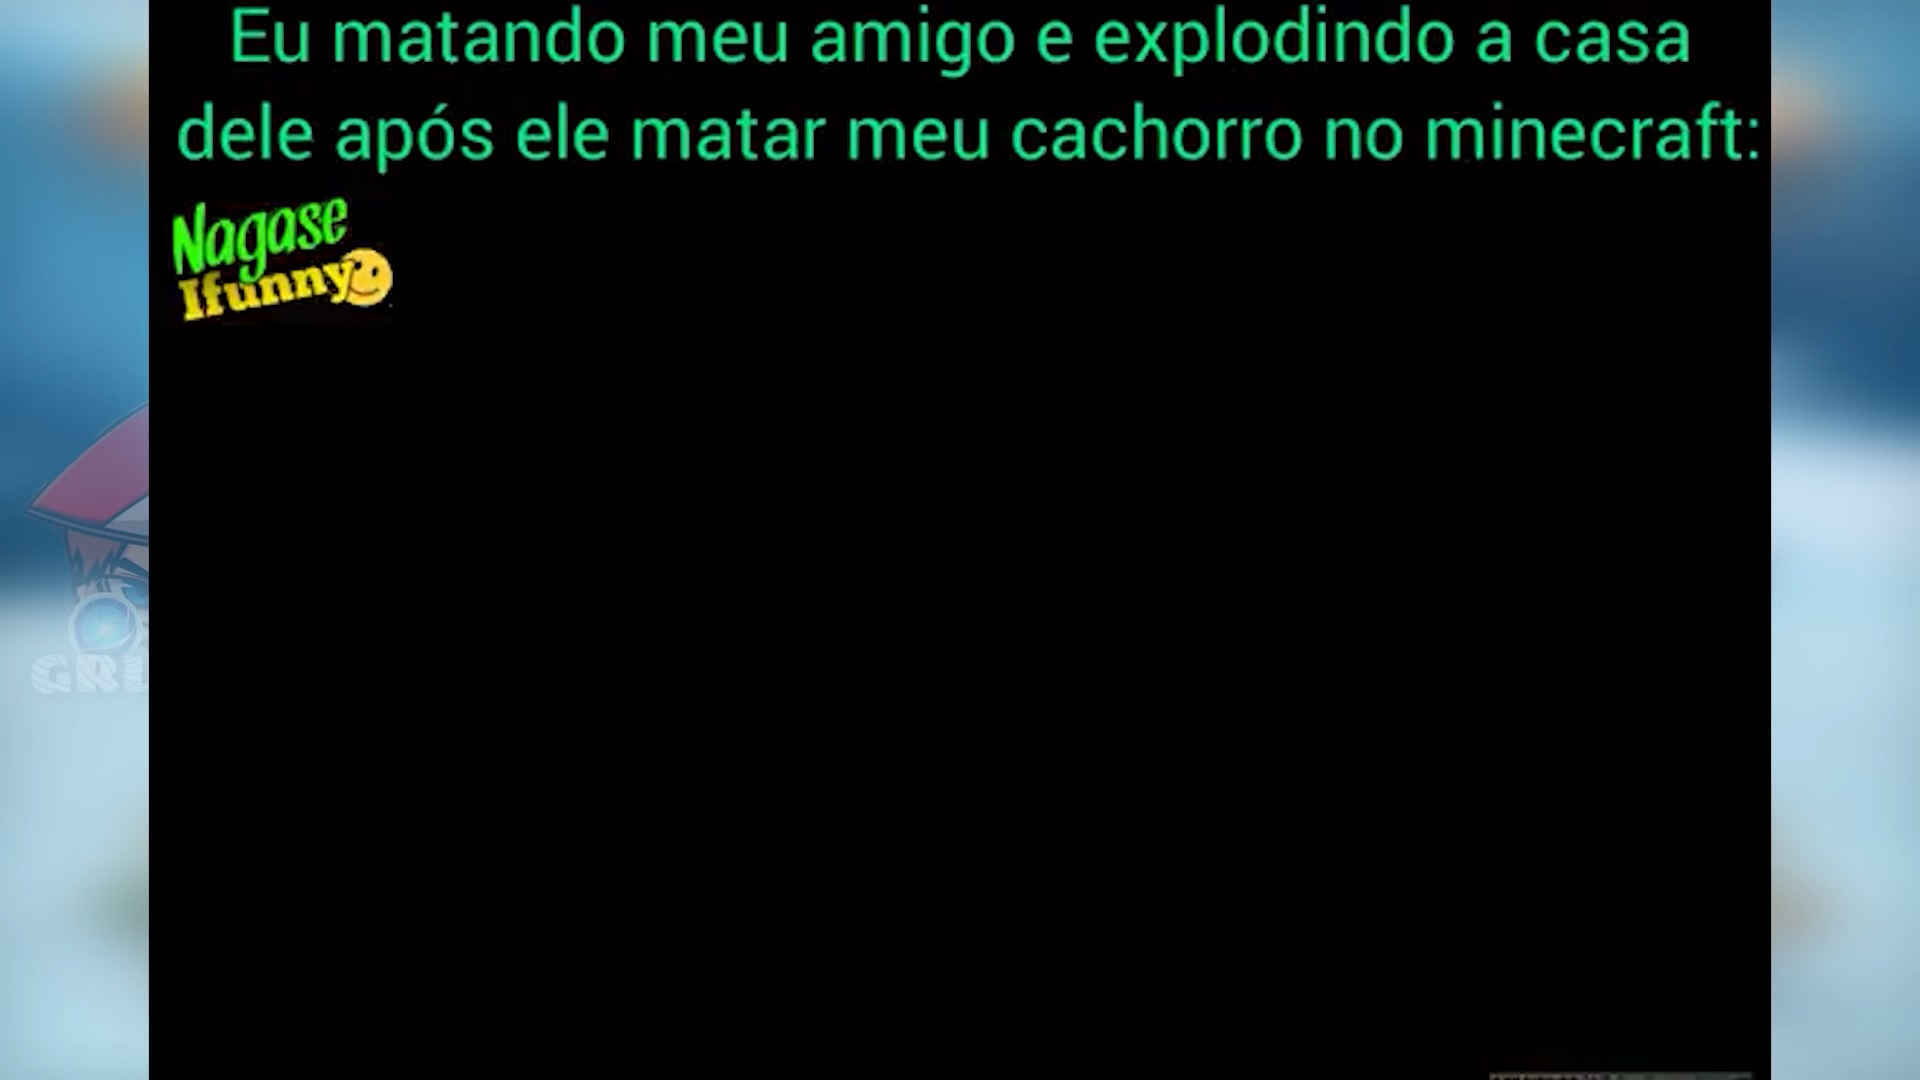 Eu matando meu amigo e explodindo a casa
dele após ele matar meu cachorro no minecraft:
Nagase
Ifunny